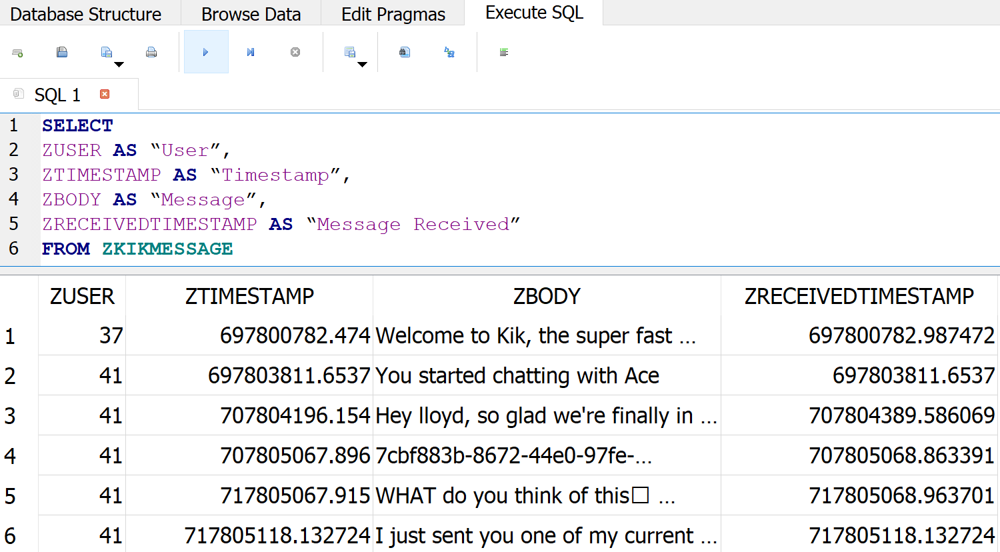 Database Structure Browse Data Edit Pragmas Execute SQL
SQL 1
1 SELECT
2 ZUSER AS “User”,
3 ZTIMESTAMP AS “Timestamp”,
4 ZBODY AS “Message”,
5 ZRECEIVEDTIMESTAMP AS “Message Received”
6 FROM ZKIKMESSAGE
ZUSER ZTIMESTAMP ZBODY ZRECEIVEDTIMESTAMP
1 37 697800782.474 Welcome to Kik, the super fast ... 697800782.987472
2 41 697803811.6537 You started chatting with Ace 697803811.6537
3 41 707804196.154 Hey lloyd, so glad we're finally in ... 707804389.586069
4 41 707805067.896 7cbf883b-8672-44e0-97fe-... 707805068.863391
5 41 717805067.915 WHAT do you think of this□ ... 717805068.963701
6 41 717805118.132724 I just sent you one of my current ... 717805118.132724